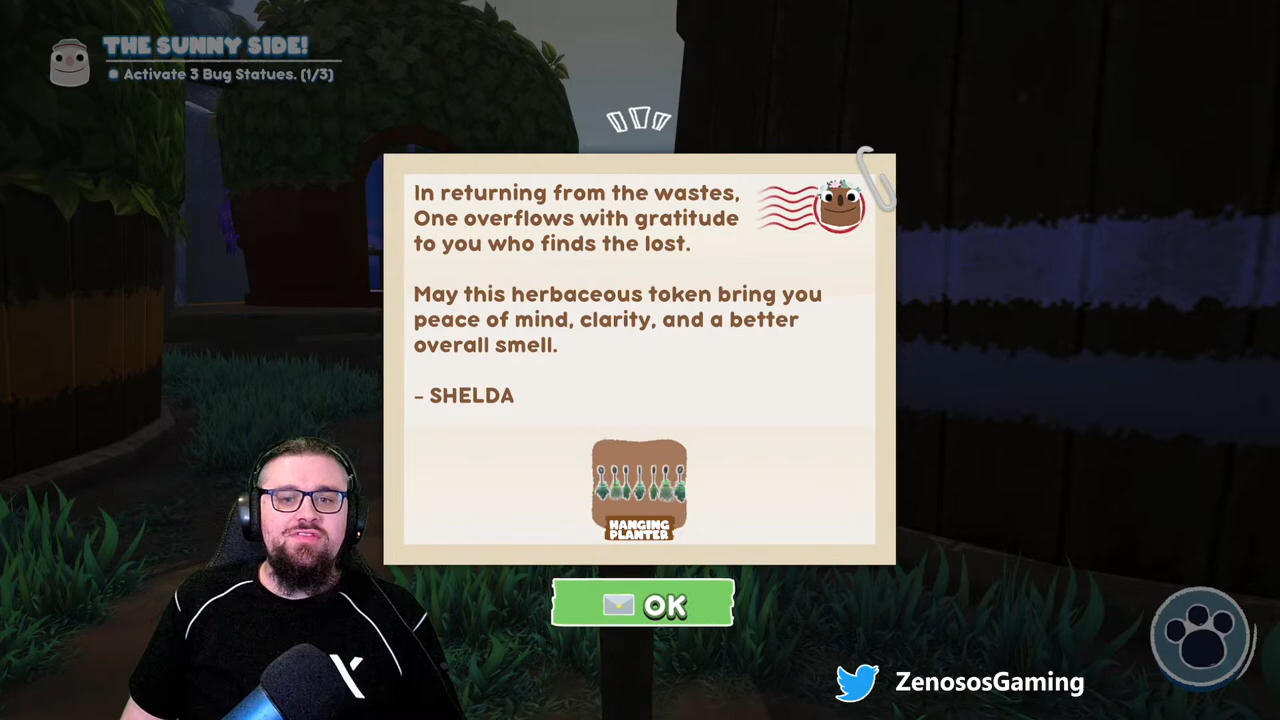 THE SUNNY SIDE!
Activate 3 Bug Statues. (1/3)
In returning from the wastes,
One overflows with gratitude
to you who finds the lost.
May this herbaceous token bring you
peace of mind, clarity, and a better
overall smell.
- SHELDA
HANGING
PLANTER
OK
ZenososGaming